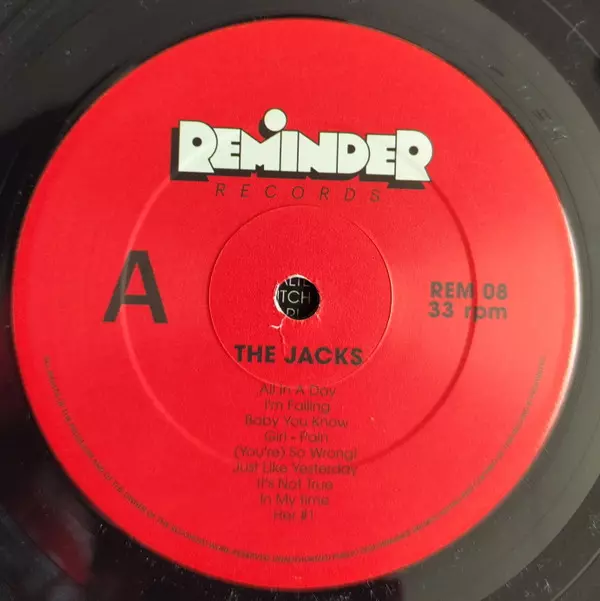 REMINDER
RECORDS
A
REM 08
33 rpm
ITCH
THE JACKS
All In A Day
I'm Falling
Baby You Know
Girl - Pain
(You're) So Wrong!
Just Like Yesterday
It's Not True
In My time
Her #1